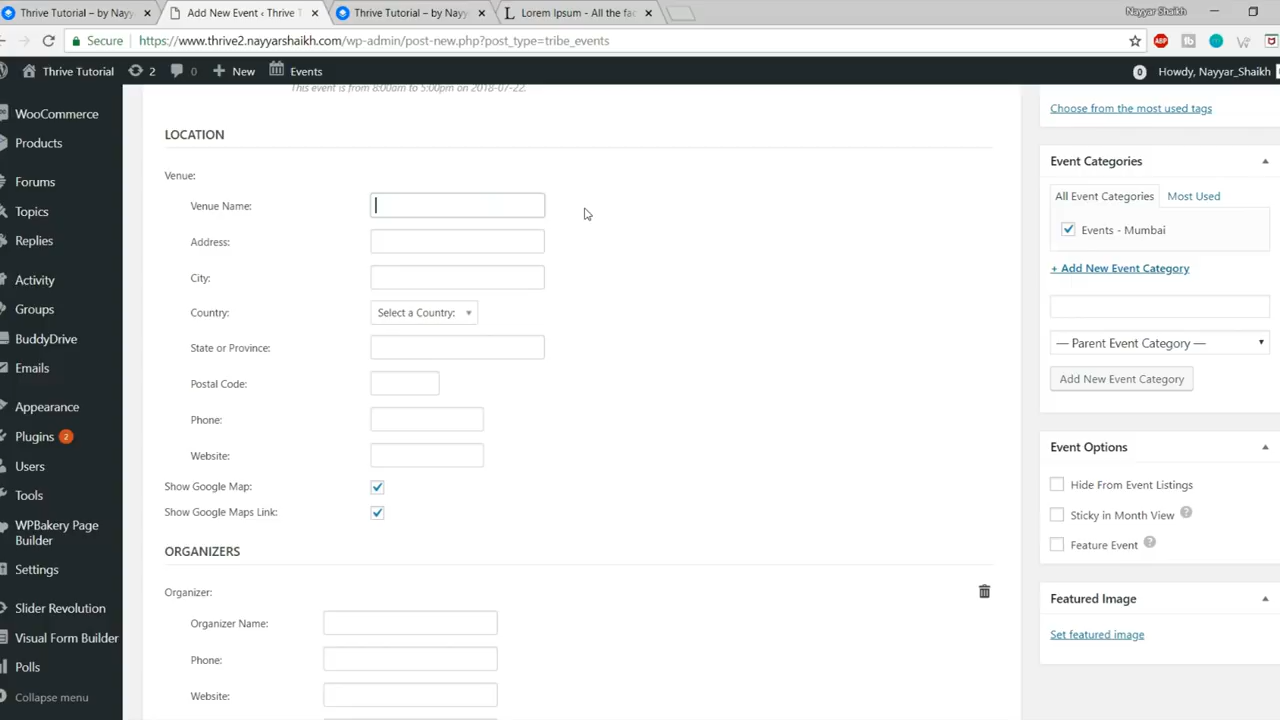 Thrive Tutorial – by Nayy
Add New Event ‹ Thrive T
Thrive Tutorial – by Nayy
Lorem Ipsum - All the fac
Nayyar Shaikh
Secure
https://www.thrive2.nayyarshaikh.com/wp-admin/post-new.php?post_type=tribe_events
ABP
Thrive Tutorial
2
0
New
Events
0
Howdy, Nayyar_Shaikh
WooCommerce
Products
Forums
Topics
Replies
Activity
Groups
BuddyDrive
Emails
Appearance
Plugins 2
Users
Tools
WPBakery Page
Builder
Settings
Slider Revolution
Visual Form Builder
Polls
Collapse menu
This event is from 8:00am to 5:00pm on 2018-07-22.
LOCATION
Venue:
Venue Name:
Address:
City:
Country:
Select a Country:
State or Province:
Postal Code:
Phone:
Website:
Show Google Map:
Show Google Maps Link:
ORGANIZERS
Organizer:
Organizer Name:
Phone:
Website:
Choose from the most used tags
Event Categories
All Event Categories
Most Used
Events - Mumbai
+ Add New Event Category
— Parent Event Category —
Add New Event Category
Event Options
Hide From Event Listings
Sticky in Month View ?
Feature Event ?
Featured Image
Set featured image